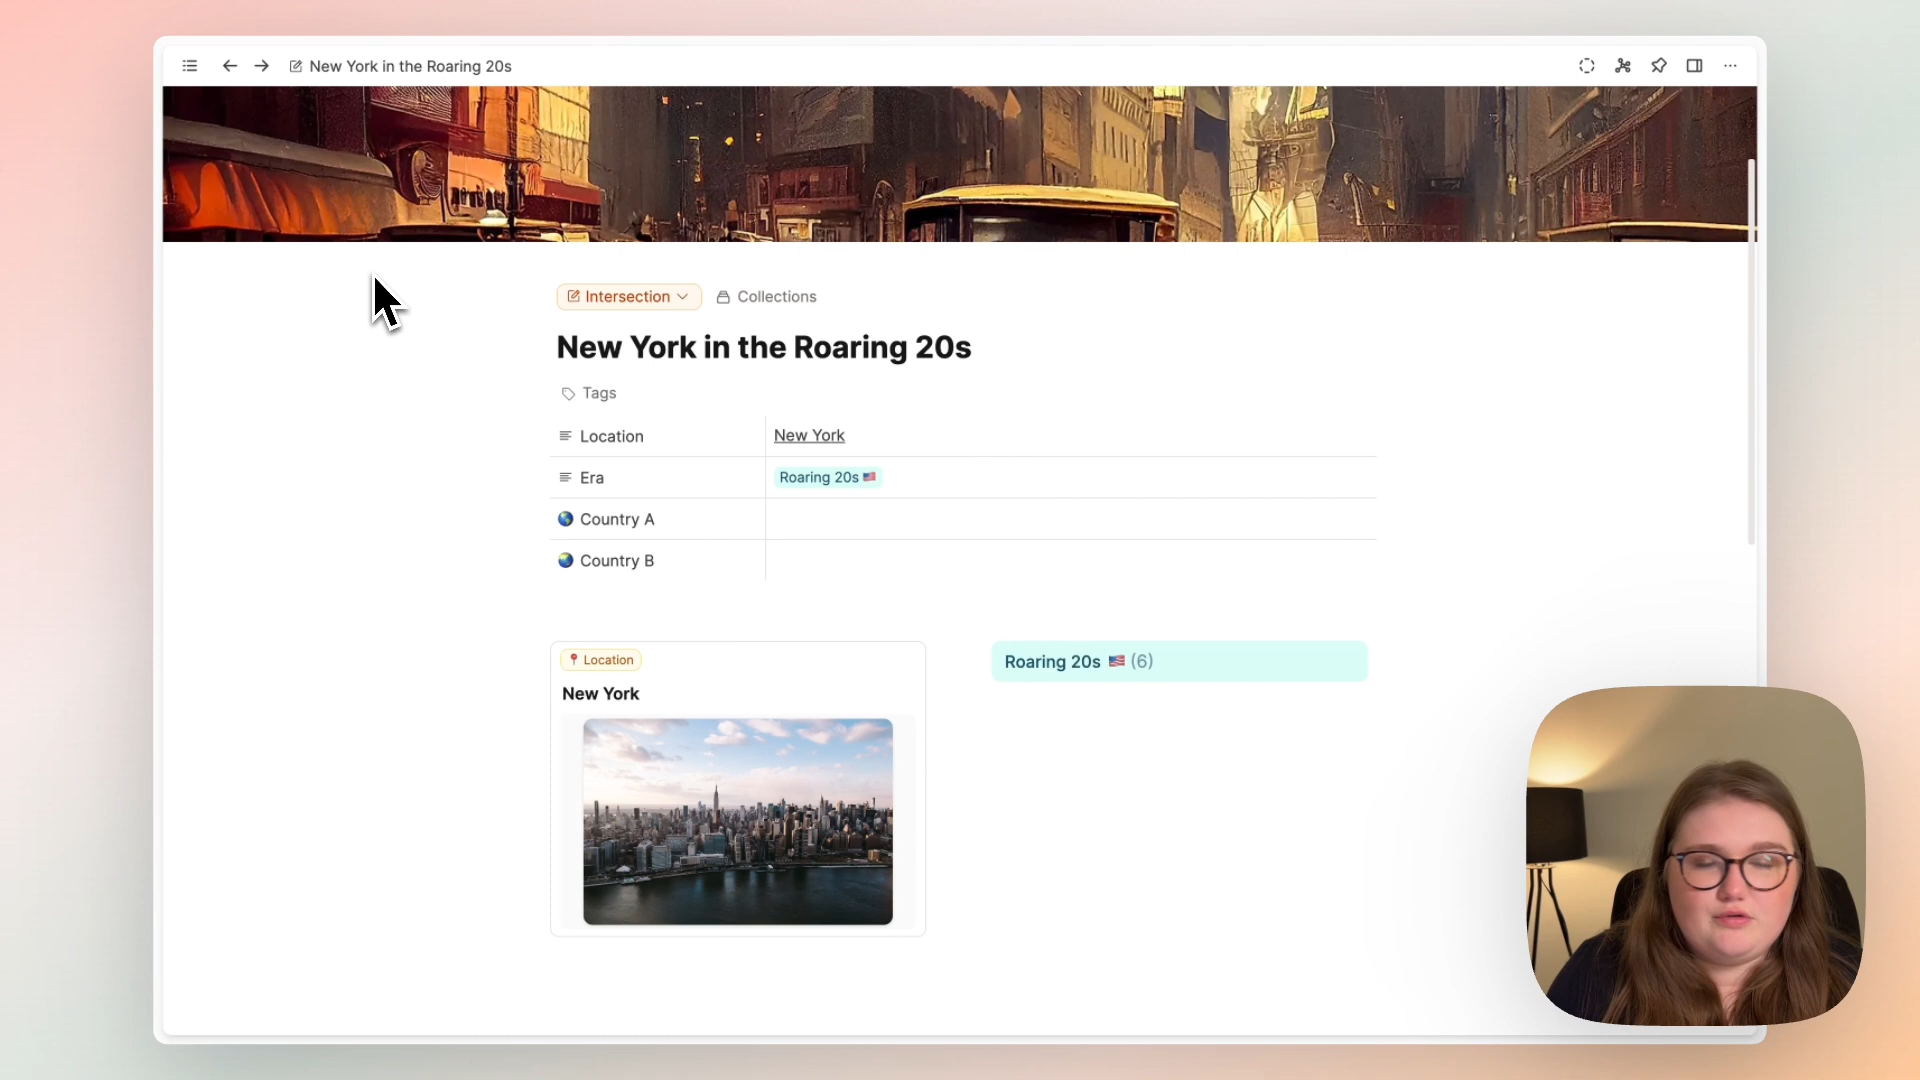 New York in the Roaring 20s
Intersection
Collections
New York in the Roaring 20s
Tags
Location
New York
Era
Roaring 20s 🇺🇸
Country A
Country B
📍 Location
New York
Roaring 20s 🇺🇸 (6)